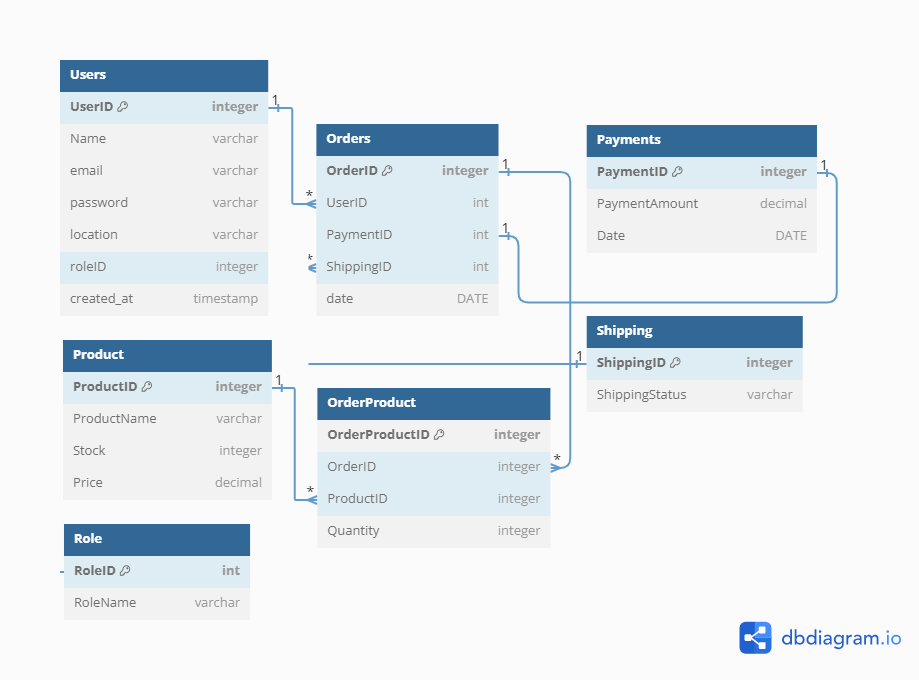 Users
UserID integer
Name varchar
email varchar
password varchar
location varchar
roleID integer
created_at timestamp
1
Orders
OrderID integer
UserID int
PaymentID int
ShippingID int
date DATE
1
*
1
*
Payments
PaymentID integer
PaymentAmount decimal
Date DATE
1
Shipping
ShippingID integer
ShippingStatus varchar
1
Product
ProductID integer
ProductName varchar
Stock integer
Price decimal
1
OrderProduct
OrderProductID integer
OrderID integer
ProductID integer
Quantity integer
*
*
Role
RoleID int
RoleName varchar
dbdiagram.io